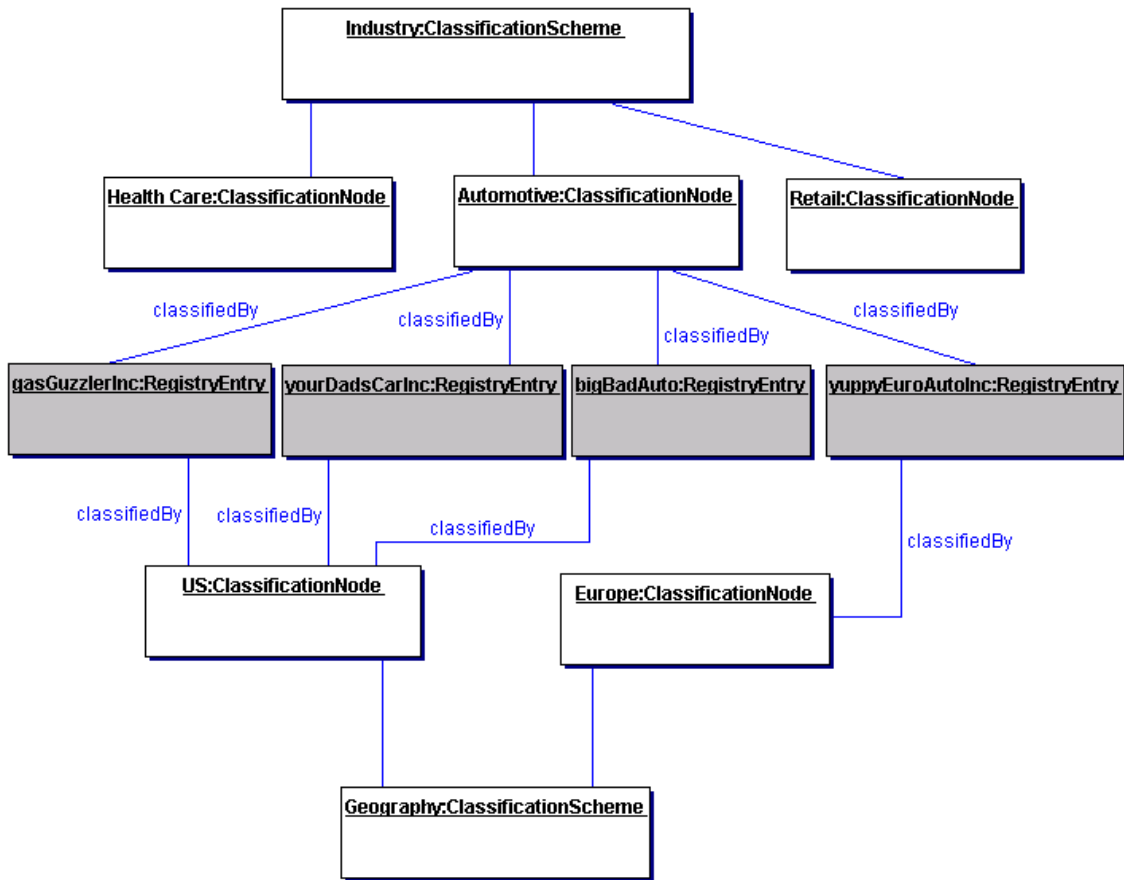 Industry:ClassificationScheme
Health Care:ClassificationNode
Automotive:ClassificationNode
Retail:ClassificationNode
classifiedBy
classifiedBy
classifiedBy
classifiedBy
gasGuzzlerInc:RegistryEntry
yourDadsCarInc:RegistryEntry
bigBadAuto:RegistryEntry
yuppyEuroAutoInc:RegistryEntry
classifiedBy
classifiedBy
classifiedBy
classifiedBy
US:ClassificationNode
Europe:ClassificationNode
Geography:ClassificationScheme